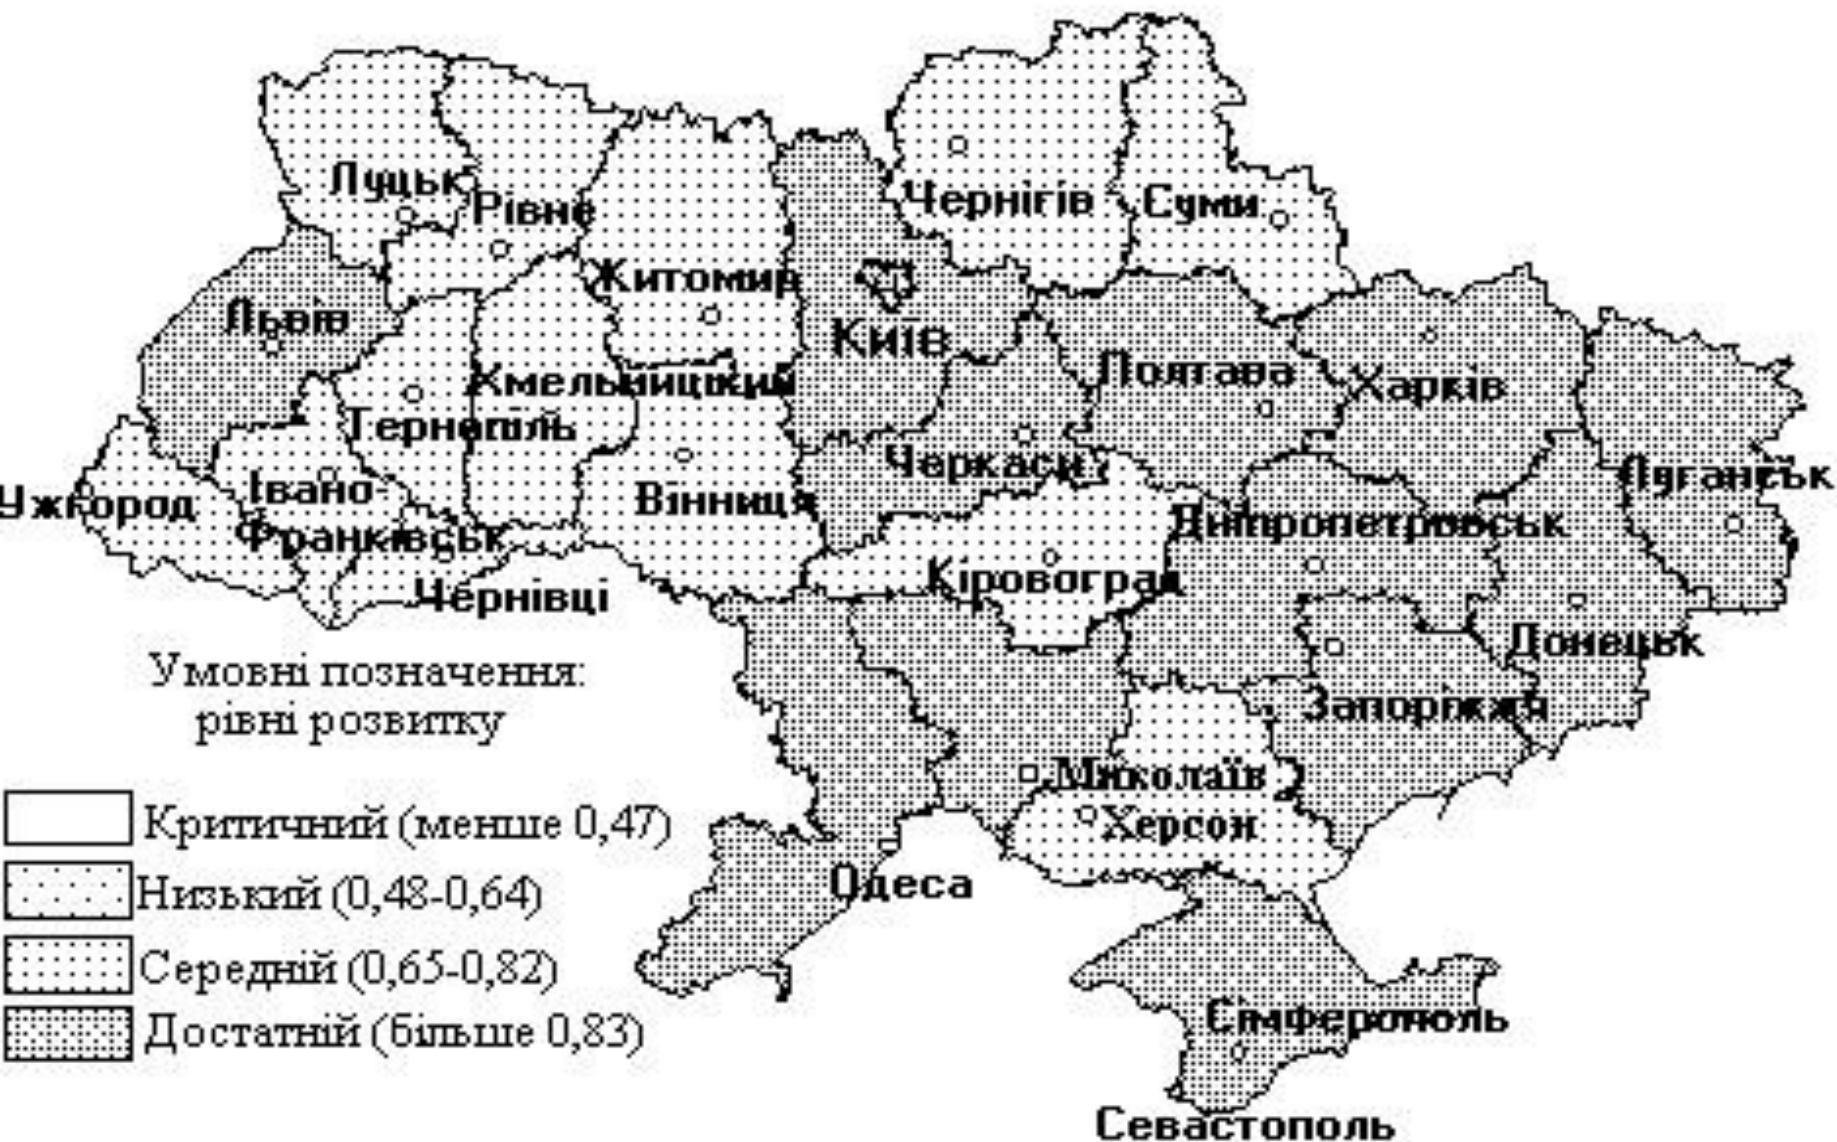 Луцьк
Рівне
Чернігів
Суми
Житомир
Львів
Київ
Хмельницький
Полтава
Харків
Тернопіль
Черкаси
Луганськ
Ужгород
Івано-
Франківськ
Вінниця
Дніпропетровськ
Кіровоград
Чернівці
Донецьк
Запоріжжя
Миколаїв
Херсон
Одеса
Сімферополь
Севастополь
Умовні позначення:
рівні розвитку
Критичний (менше 0,47)
Низький (0,48-0,64)
Середній (0,65-0,82)
Достатній (більше 0,83)